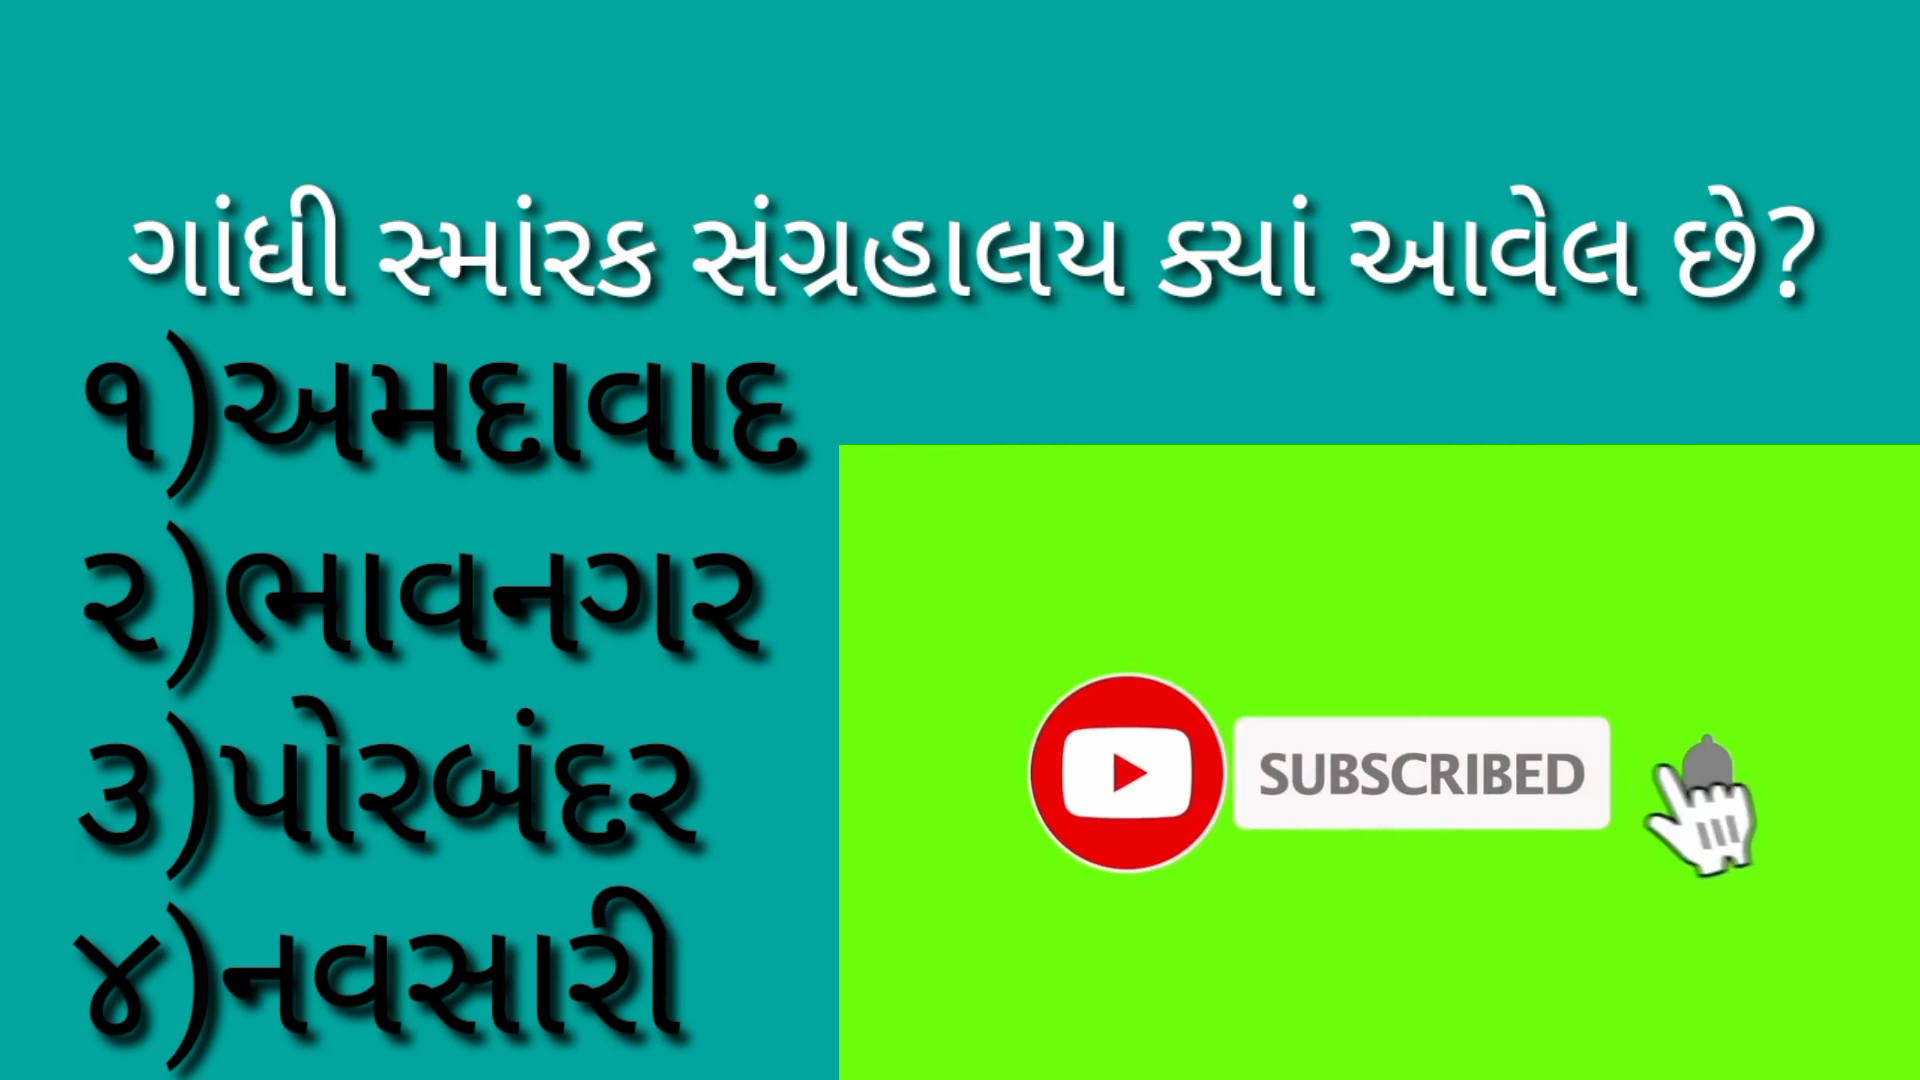 ગાંધી સ્માંરક સંગ્રહાલય ક્યાં આવેલ છે?
૧)અમદાવાદ
૨)ભાવનગર
૩)પોરબંદર
૪)નવસારી
SUBSCRIBED